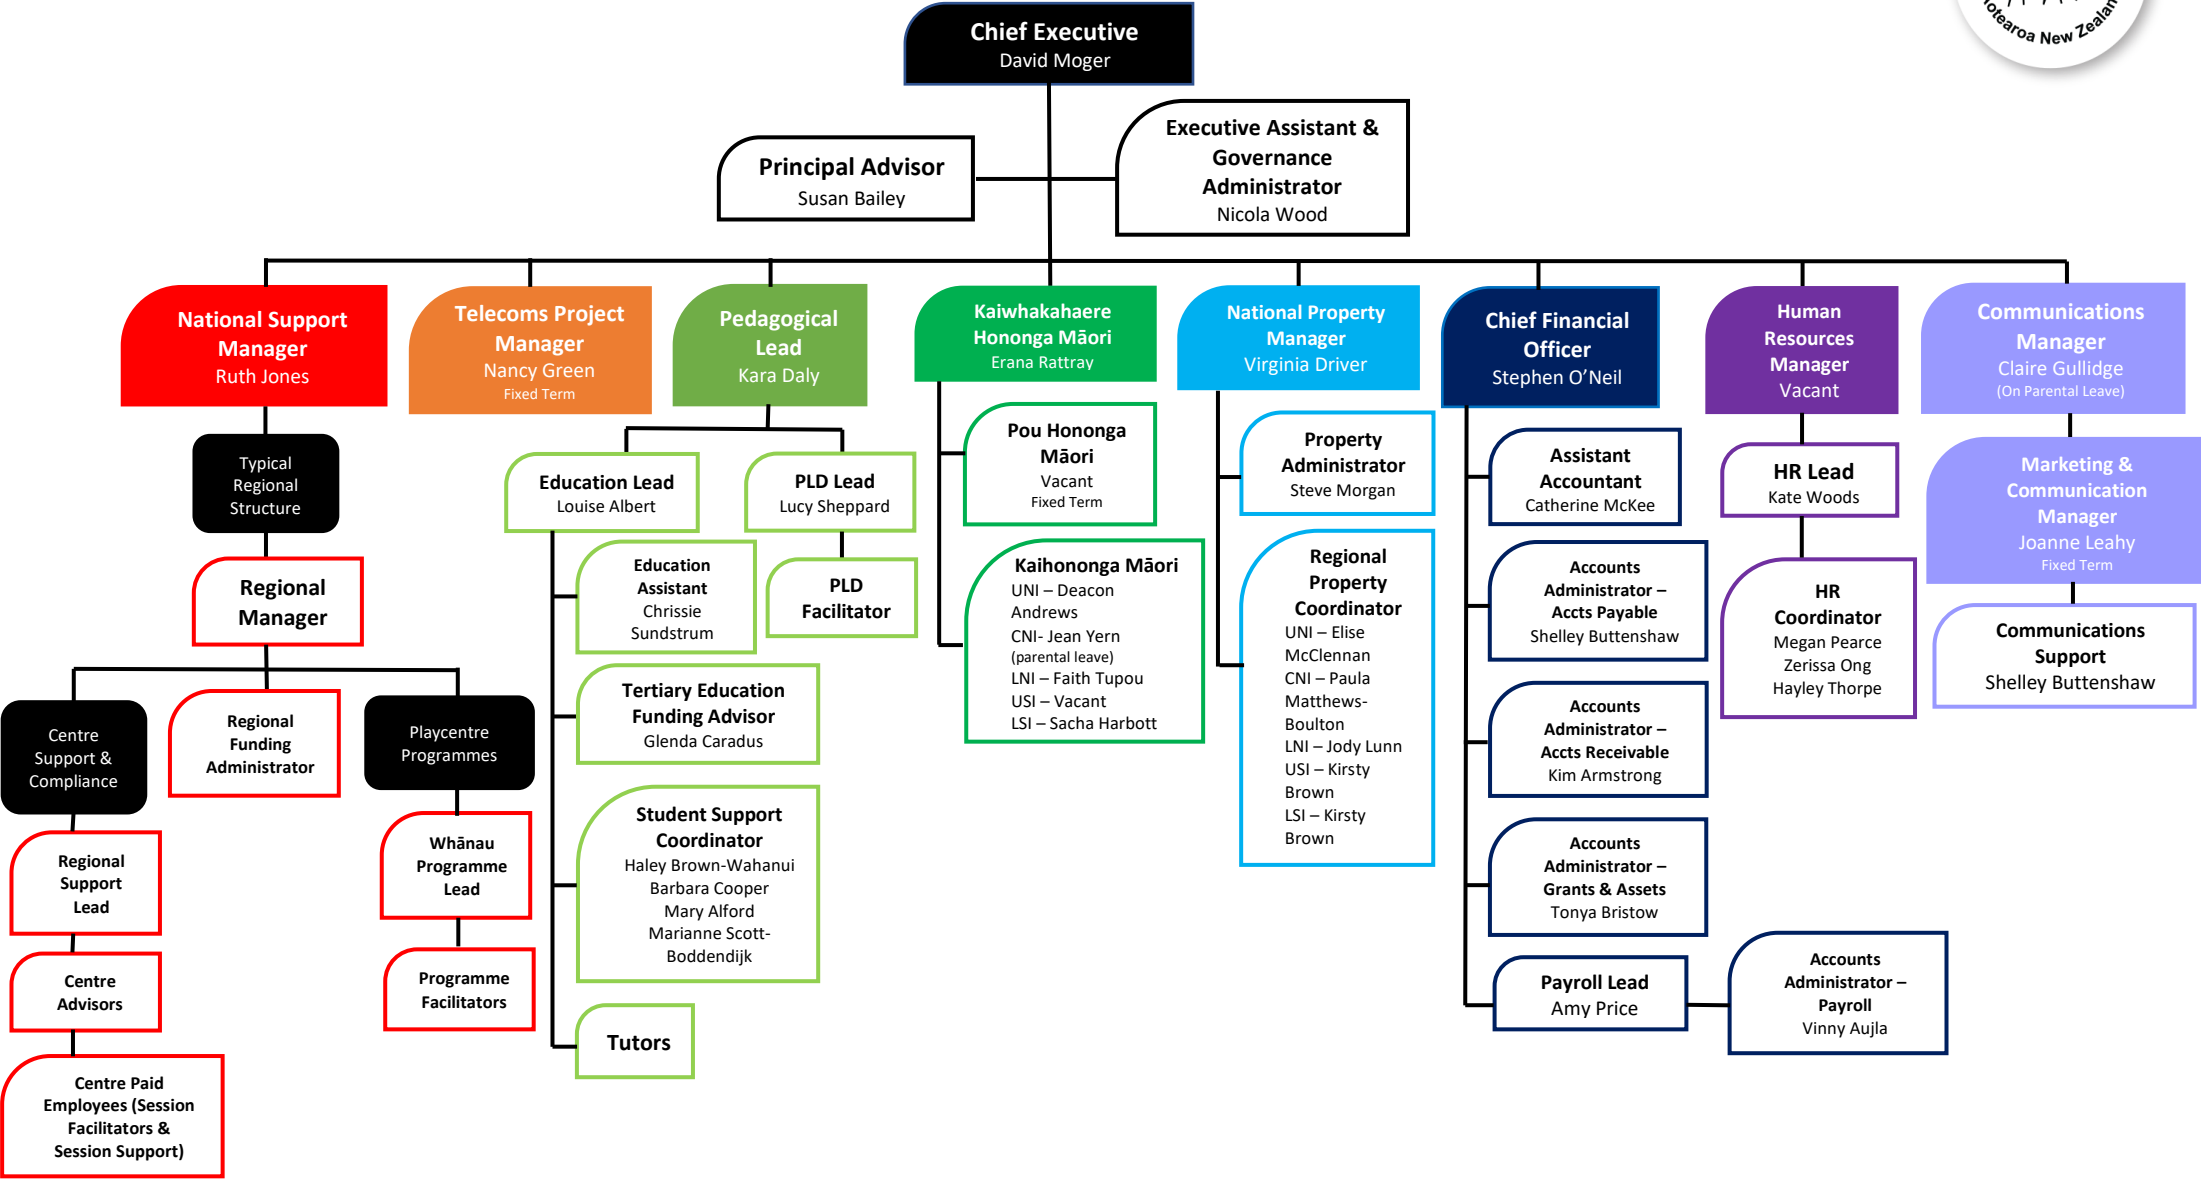 Aotearoa New Zealand
Chief Executive
David Moger
Principal Advisor
Susan Bailey
Executive Assistant &
Governance
Administrator
Nicola Wood
National Support
Manager
Ruth Jones
Telecoms Project
Manager
Nancy Green
Fixed Term
Pedagogical
Lead
Kara Daly
Kaiwhakahaere
Hononga Māori
Erana Rattray
National Property
Manager
Virginia Driver
Chief Financial
Officer
Stephen O’Neil
Human
Resources
Manager
Vacant
Communications
Manager
Claire Gullidge
(On Parental Leave)
Typical
Regional
Structure
Regional
Manager
Centre
Support &
Compliance
Regional
Funding
Administrator
Playcentre
Programmes
Regional
Support
Lead
Centre
Advisors
Centre Paid
Employees (Session
Facilitators &
Session Support)
Whānau
Programme
Lead
Programme
Facilitators
Education Lead
Louise Albert
PLD Lead
Lucy Sheppard
Education
Assistant
Chrissie
Sundstrum
PLD
Facilitator
Tertiary Education
Funding Advisor
Glenda Caradus
Student Support
Coordinator
Haley Brown-Wahanui
Barbara Cooper
Mary Alford
Marianne Scott-
Boddendijk
Tutors
Pou Hononga
Māori
Vacant
Fixed Term
Kaihononga Māori
UNI – Deacon
Andrews
CNI- Jean Yern
(parental leave)
LNI – Faith Tupou
USI – Vacant
LSI – Sacha Harbott
Property
Administrator
Steve Morgan
Regional
Property
Coordinator
UNI – Elise
McClennan
CNI – Paula
Matthews-
Boulton
LNI – Jody Lunn
USI – Kirsty
Brown
LSI – Kirsty
Brown
Assistant
Accountant
Catherine McKee
Accounts
Administrator –
Accts Payable
Shelley Buttenshaw
Accounts
Administrator –
Accts Receivable
Kim Armstrong
Accounts
Administrator –
Grants & Assets
Tonya Bristow
Payroll Lead
Amy Price
Accounts
Administrator –
Payroll
Vinny Aujla
HR Lead
Kate Woods
HR
Coordinator
Megan Pearce
Zerissa Ong
Hayley Thorpe
Marketing &
Communication
Manager
Joanne Leahy
Fixed Term
Communications
Support
Shelley Buttenshaw